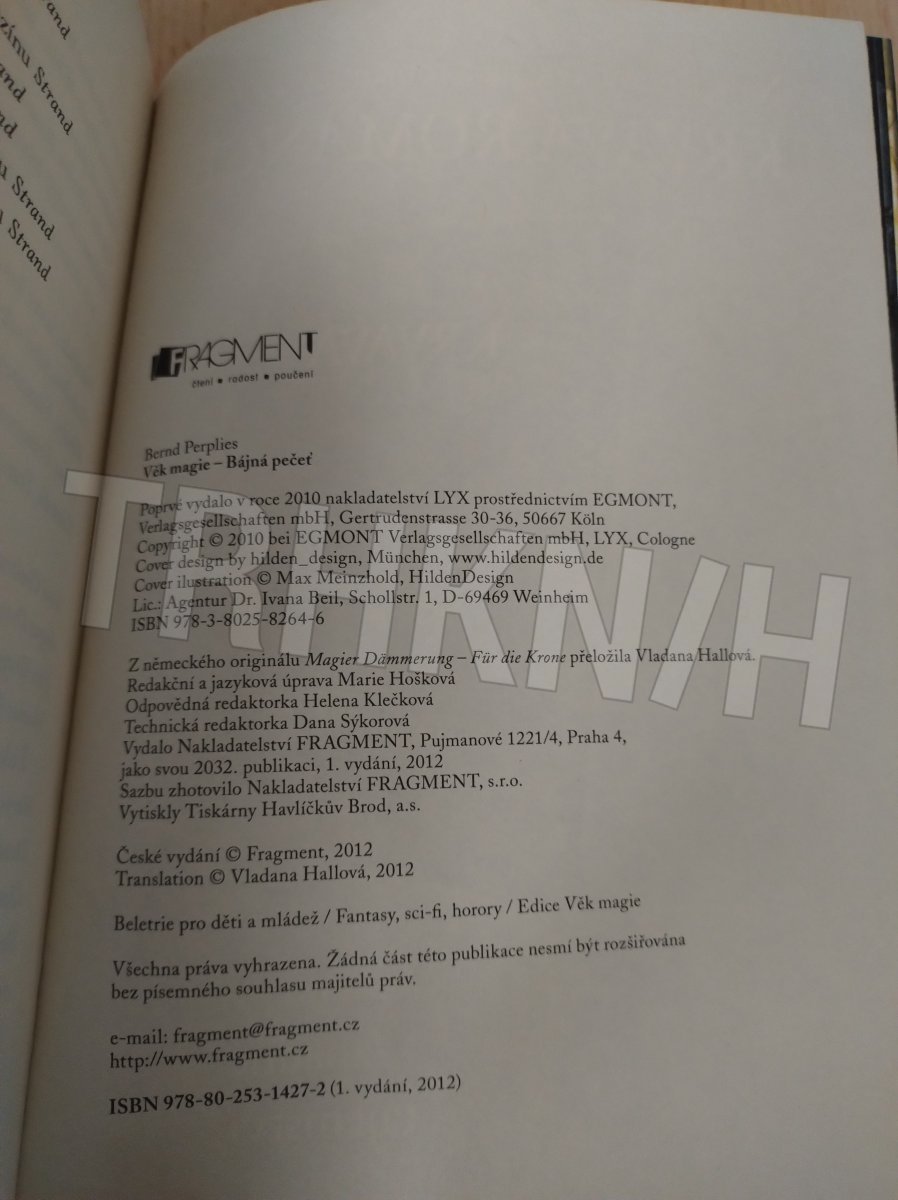 zínu Strand
and
nd
u Strand
Strand
FRAGMENT
čtení ▪ radost ▪ poučení
Bernd Perplies
Věk magie – Bájná pečeť
Poprvé vydalo v roce 2010 nakladatelství LYX prostřednictvím EGMONT,
Verlagsgesellschaften mbH, Gertrudenstrasse 30-36, 50667 Köln
Copyright © 2010 bei EGMONT Verlagsgesellschaften mbH, LYX, Cologne
Cover design by hilden_design, München, www.hildendesign.de
Cover ilustration © Max Meinzhold, HildenDesign
Lic.: Agentur Dr. Ivana Beil, Schollstr. 1, D-69469 Weinheim
ISBN 978-3-8025-8264-6
Z německého originálu Magier Dämmerung – Für die Krone přeložila Vladana Hallová.
Redakční a jazyková úprava Marie Hošková
Odpovědná redaktorka Helena Klečková
Technická redaktorka Dana Sýkorová
Vydalo Nakladatelství FRAGMENT, Pujmanové 1221/4, Praha 4,
jako svou 2032. publikaci, 1. vydání, 2012
Sazbu zhotovilo Nakladatelství FRAGMENT, s.r.o.
Vytiskly Tiskárny Havlíčkův Brod, a.s.
České vydání © Fragment, 2012
Translation © Vladana Hallová, 2012
Beletrie pro děti a mládež / Fantasy, sci-fi, horory / Edice Věk magie
Všechna práva vyhrazena. Žádná část této publikace nesmí být rozšiřována
bez písemného souhlasu majitelů práv.
e-mail: fragment@fragment.cz
http://www.fragment.cz
ISBN 978-80-253-1427-2 (1. vydání, 2012)